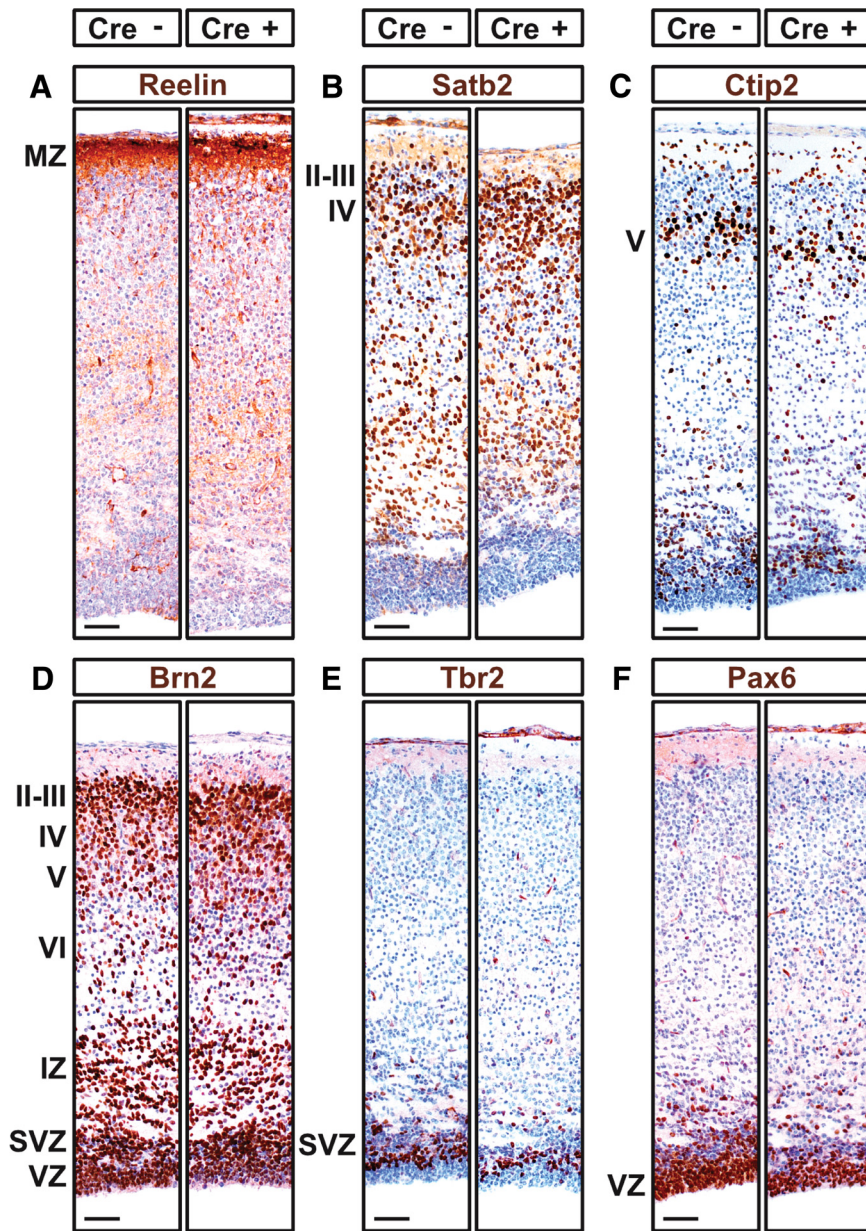 Cre - Cre + Cre - Cre + Cre - Cre +
A Reelin B Satb2 C Ctip2
MZ
II-III
IV
V
D Brn2 E Tbr2 F Pax6
II-III
IV
V
VI
IZ
SVZ SVZ
VZ VZ